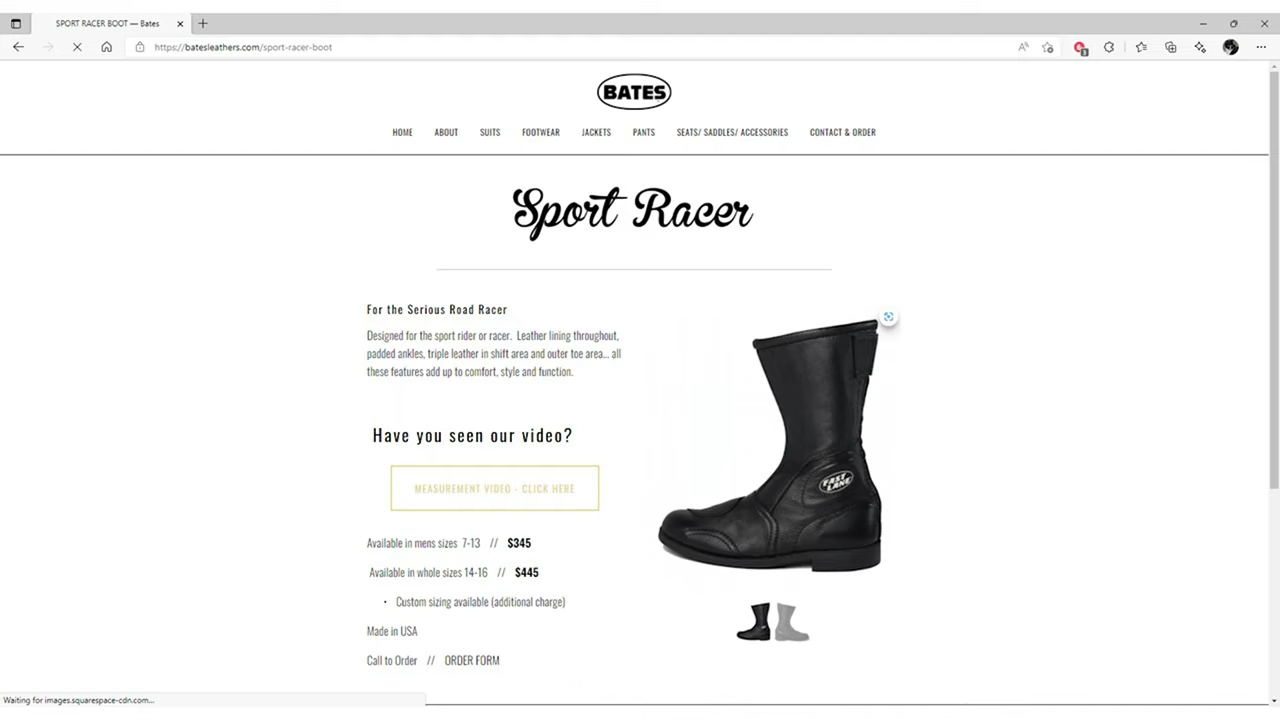 SPORT RACER BOOT — Bates
https://batesleathers.com/sport-racer-boot
BATES
HOME ABOUT SUITS FOOTWEAR JACKETS PANTS SEATS/ SADDLES/ ACCESSORIES CONTACT & ORDER
Sport Racer
For the Serious Road Racer
Designed for the sport rider or racer. Leather lining throughout,
padded ankles, triple leather in shift area and outer toe area... all
these features add up to comfort, style and function.
Have you seen our video?
MEASUREMENT VIDEO - CLICK HERE
Available in mens sizes 7-13 // $345
Available in whole sizes 14-16 // $445
• Custom sizing available (additional charge)
Made in USA
Call to Order // ORDER FORM
FAST
LANE
Waiting for images.squarespace-cdn.com...